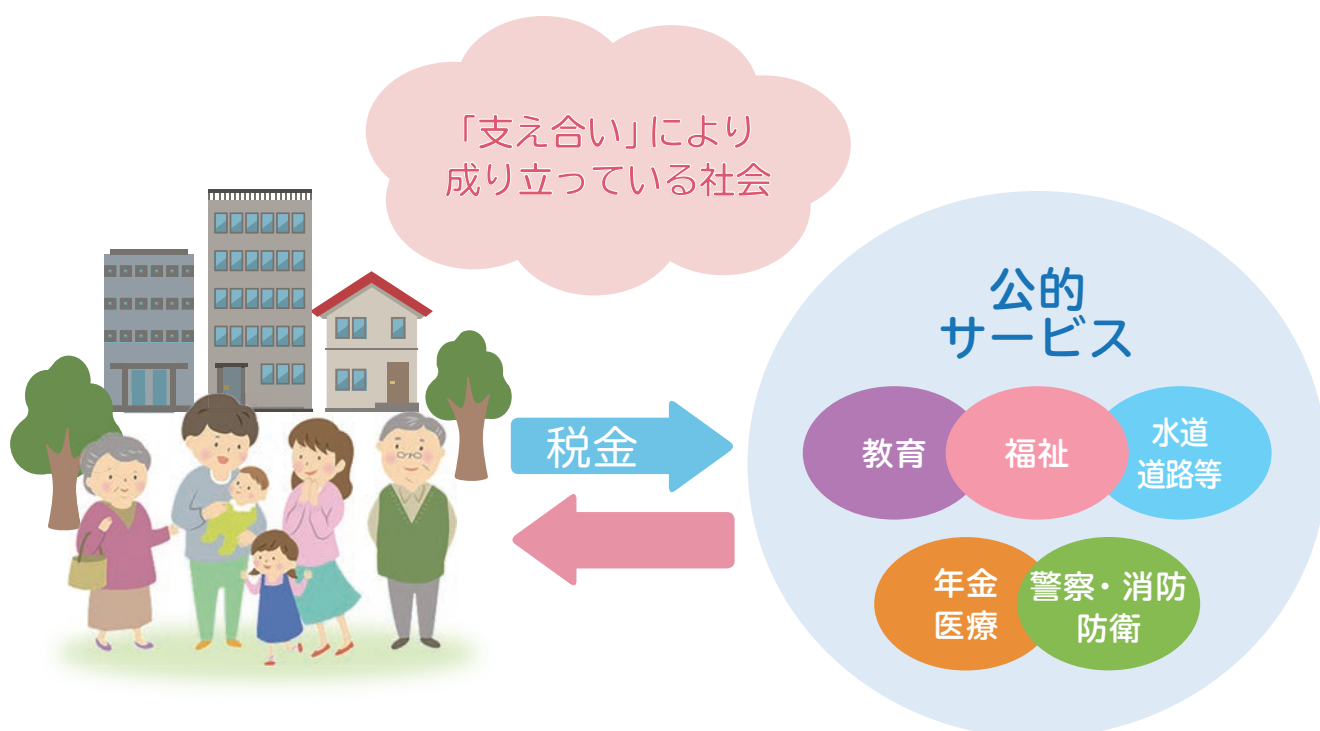 「支え合い」により
成り立っている社会
公的
サービス
税金
教育
福祉
水道
道路等
年金
医療
警察・消防
防衛